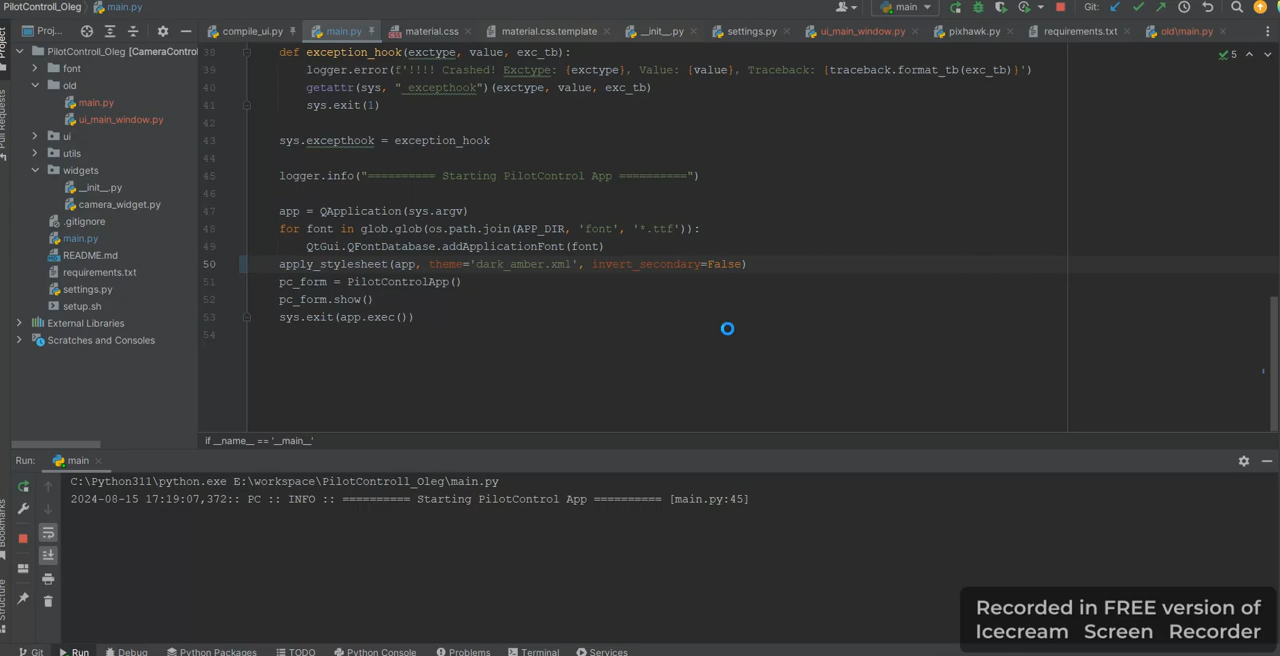 PilotControll_Oleg › main.py
main
Git:
Project
Pull Requests
Bookmarks
Structure
Proj...
compile_ui.py
main.py
material.css
material.css.template
__init__.py
settings.py
ui_main_window.py
pixhawk.py
requirements.txt
old\main.py
PilotControll_Oleg [CameraControl
font
old
main.py
ui_main_window.py
ui
utils
widgets
__init__.py
camera_widget.py
.gitignore
main.py
README.md
requirements.txt
settings.py
setup.sh
External Libraries
Scratches and Consoles
38 def exception_hook(exctype, value, exc_tb):
39 logger.error(f'!!!! Crashed! Exctype: {exctype}, Value: {value}, Traceback: {traceback.format_tb(exc_tb)}')
40 getattr(sys, "_excepthook")(exctype, value, exc_tb)
41 sys.exit(1)
42
43 sys.excepthook = exception_hook
44
45 logger.info("========== Starting PilotControl App ==========")
46
47 app = QApplication(sys.argv)
48 for font in glob.glob(os.path.join(APP_DIR, 'font', '*.ttf')):
49 QtGui.QFontDatabase.addApplicationFont(font)
50 apply_stylesheet(app, theme='dark_amber.xml', invert_secondary=False)
51 pc_form = PilotControlApp()
52 pc_form.show()
53 sys.exit(app.exec())
54
if __name__ == '__main__'
Run: main
C:\Python311\python.exe E:\workspace\PilotControll_Oleg\main.py
2024-08-15 17:19:07,372:: PC :: INFO :: ========== Starting PilotControl App ========== [main.py:45]
Recorded in FREE version of
Icecream Screen Recorder
Git Run Debug Python Packages TODO Python Console Problems Terminal Services